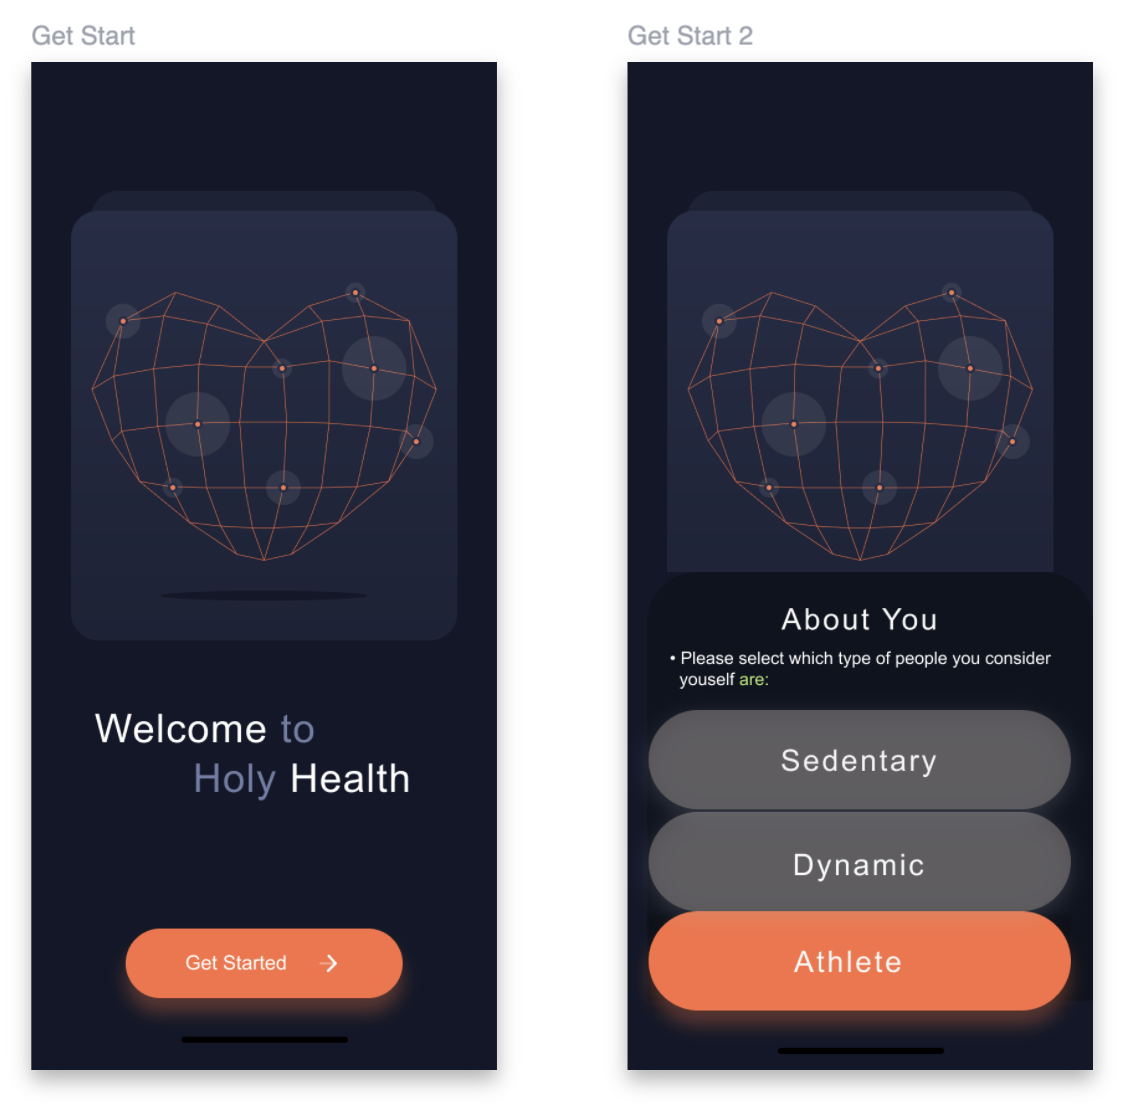 Get Start
Welcome to
Holy Health
Get Started
Get Start 2
About You
• Please select which type of people you consider
youself are:
Sedentary
Dynamic
Athlete